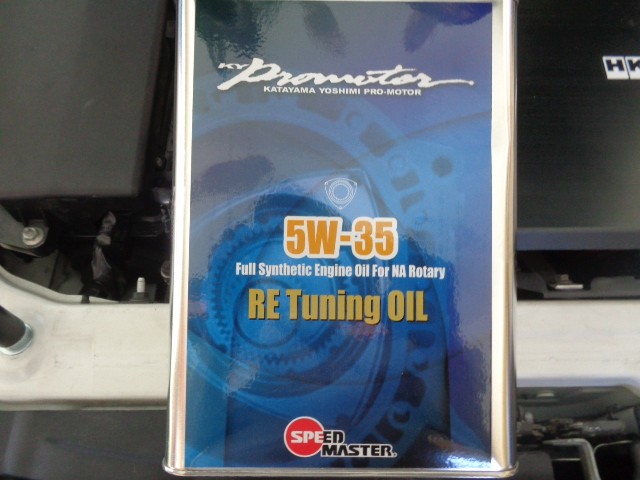 KY Promotor
KATAYAMA YOSHIMI PRO-MOTOR
HK
5W-35
Full Synthetic Engine Oil For NA Rotary
RE Tuning OIL
SPEED
MASTER